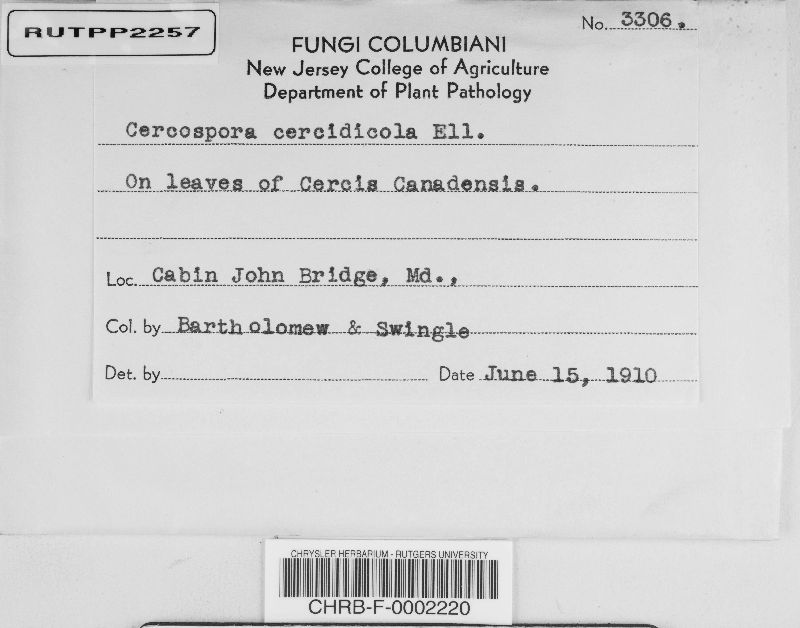 RUTPP2257
No. 3306.
FUNGI COLUMBIANI
New Jersey College of Agriculture
Department of Plant Pathology
Cercospora cercidicola Ell.
On leaves of Cercis Canadensis.
Loc. Cabin John Bridge, Md.,
Col. by Bartholomew & Swingle
Det. by
Date June 15, 1910
CHRYSLER HERBARIUM - RUTGERS UNIVERSITY
CHRB-F-0002220